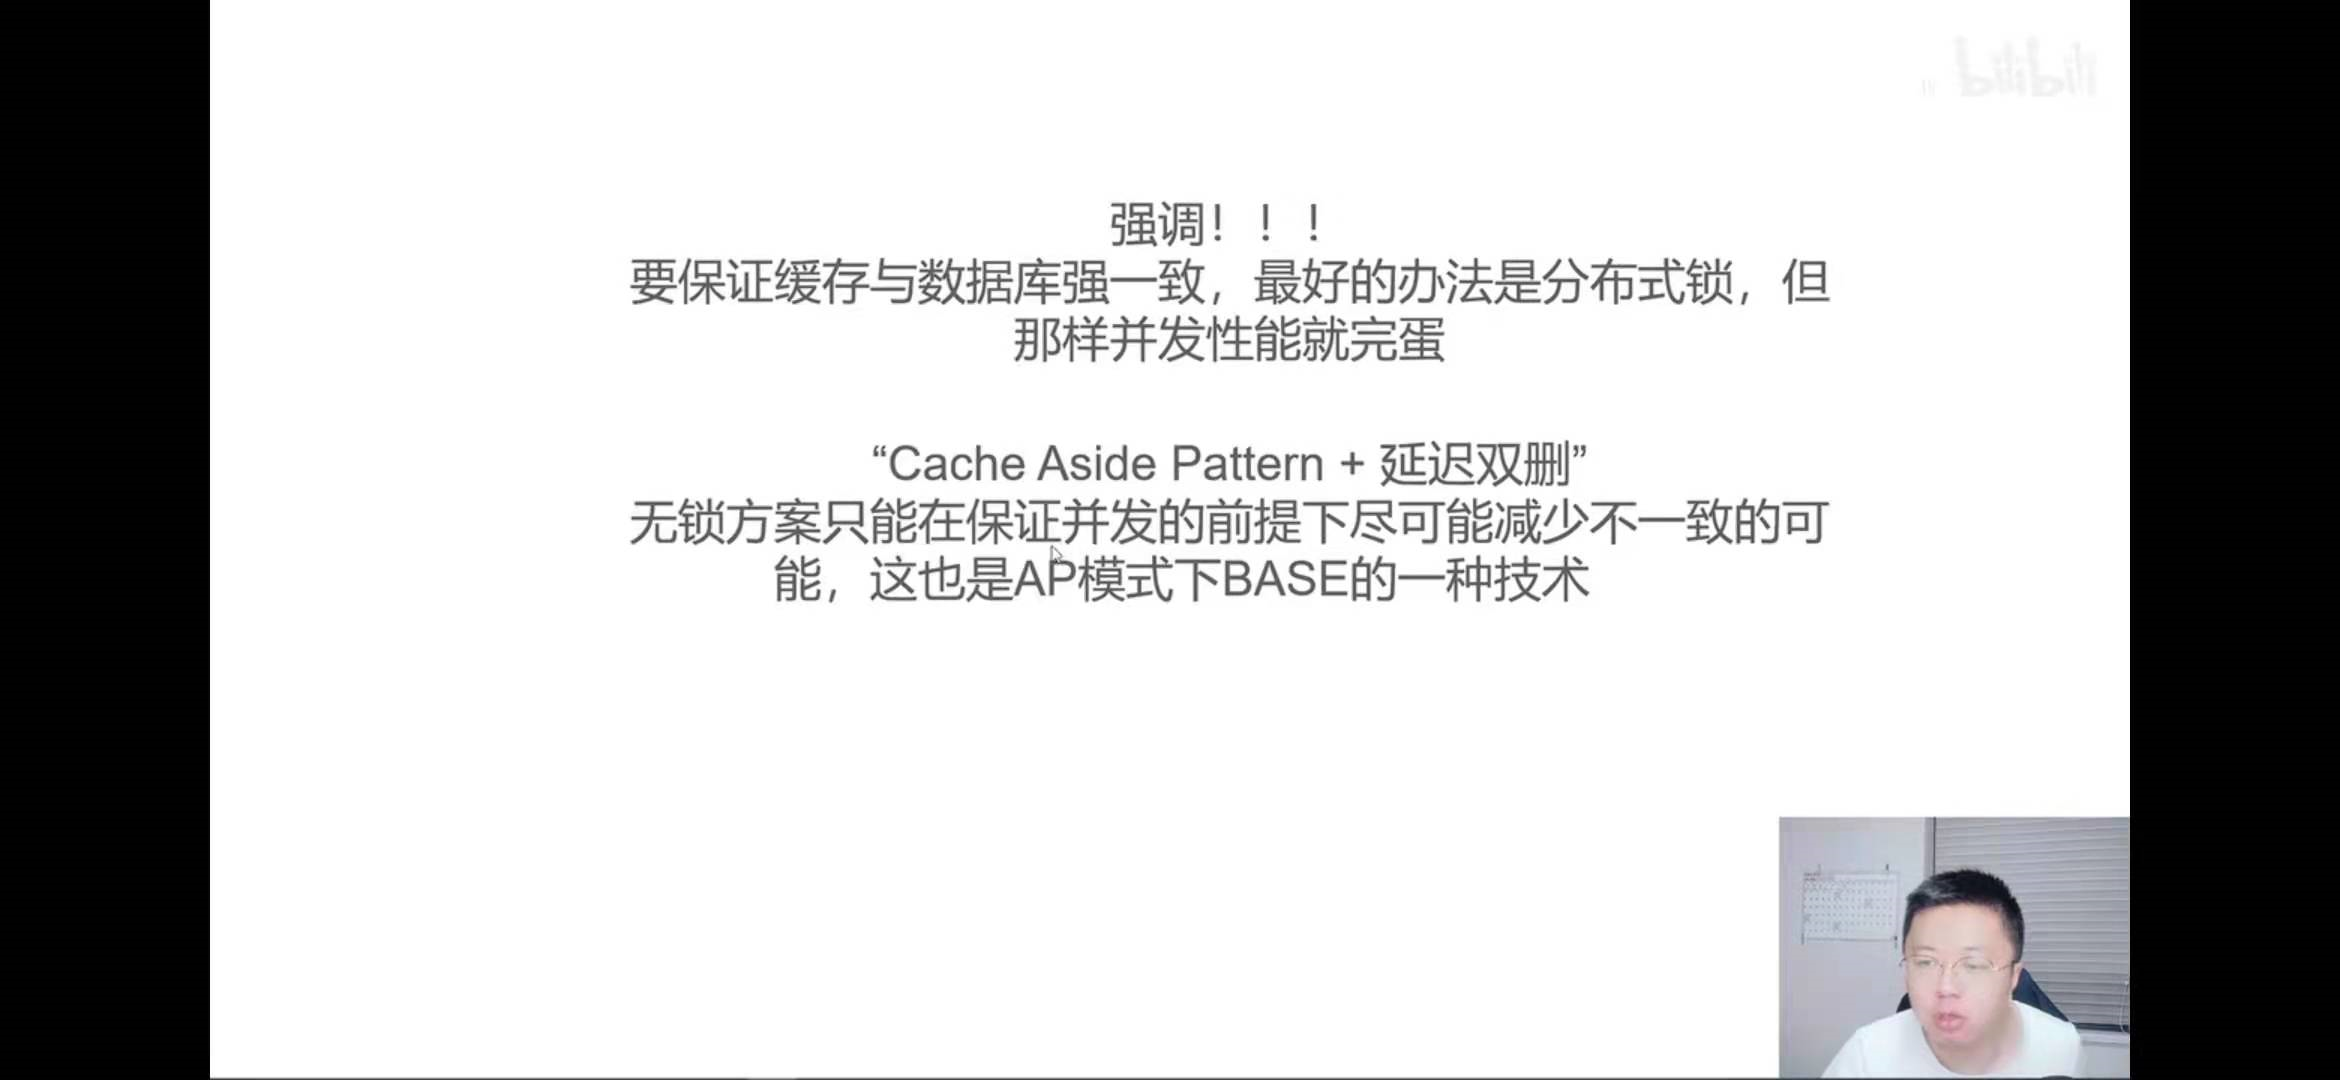 bilibili
强调！！！
要保证缓存与数据库强一致，最好的办法是分布式锁，但
那样并发性能就完蛋
“Cache Aside Pattern + 延迟双删”
无锁方案只能在保证并发的前提下尽可能减少不一致的可
能，这也是AP模式下BASE的一种技术